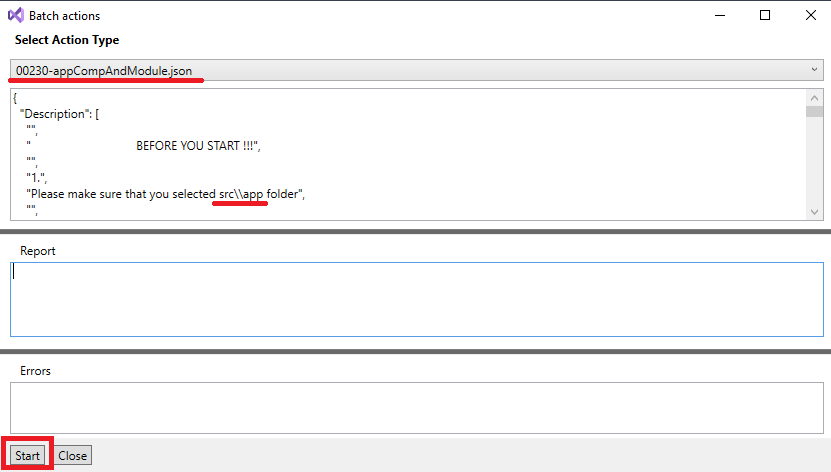 Batch actions
Select Action Type
00230-appCompAndModule.json
{
"Description": [
"",
" BEFORE YOU START !!!",
"",
"1.",
"Please make sure that you selected src\\app folder",
"",
Report
Errors
Start Close